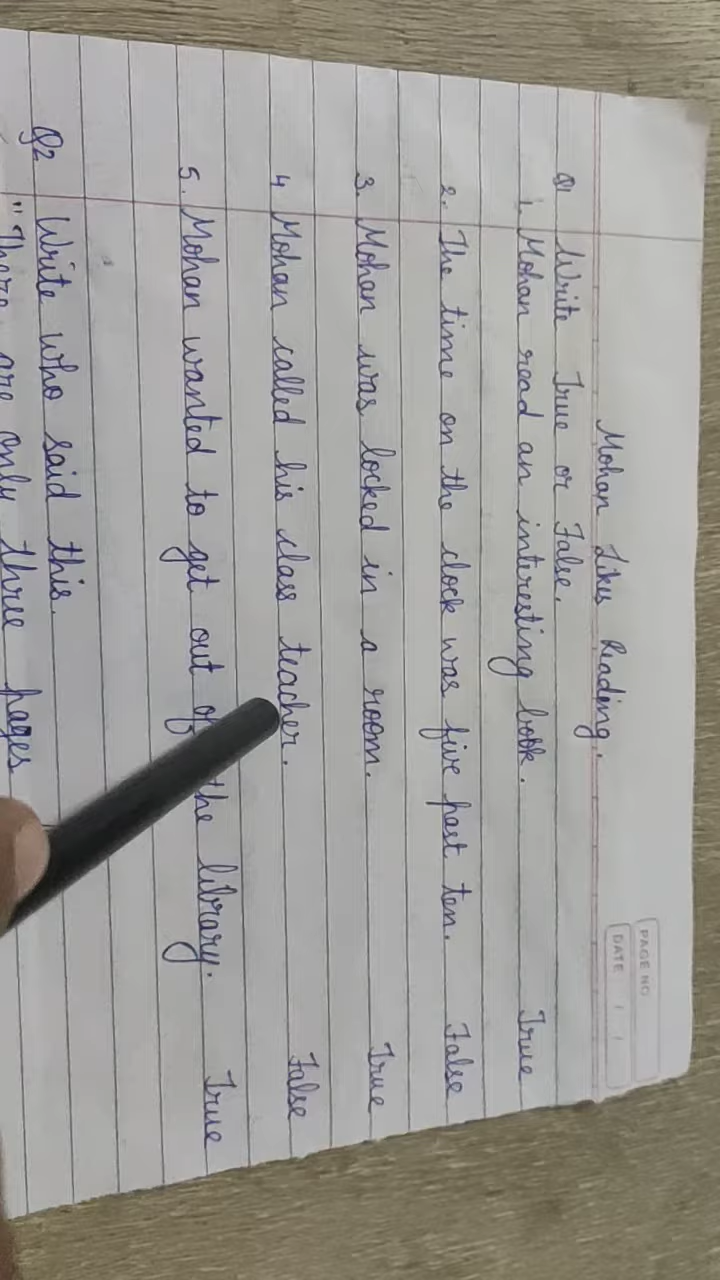 PAGE NO
DATE / /
Mohan Likes Reading.
Q1 Write True or False.
1. Mohan read an interesting book. True
2. The time on the clock was five past ten. False
3. Mohan was locked in a room. True
4 Mohan called his class teacher. False
5. Mohan wanted to get out of the library. True
Q2 Write who said this.
"There are only three pages